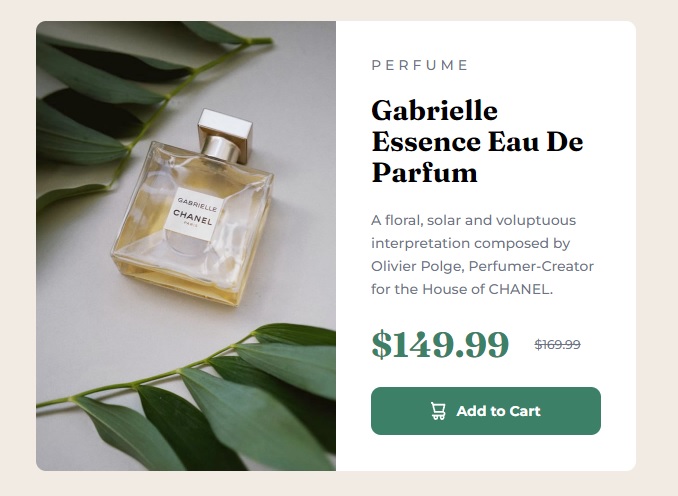 GABRIELLE
CHANEL
PARIS
PERFUME
Gabrielle
Essence Eau De
Parfum
A floral, solar and voluptuous
interpretation composed by
Olivier Polge, Perfumer-Creator
for the House of CHANEL.
$149.99 $169.99
Add to Cart